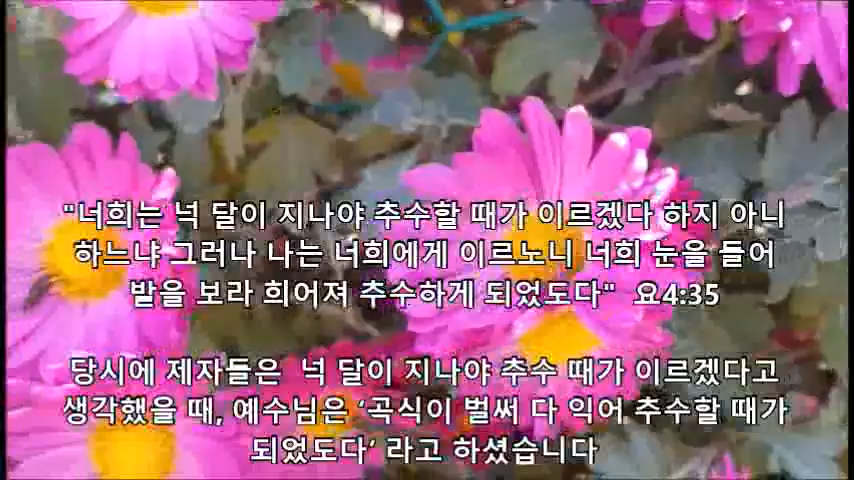 "너희는 넉 달이 지나야 추수할 때가 이르겠다 하지 아니
하느냐 그러나 나는 너희에게 이르노니 너희 눈을 들어
밭을 보라 희어져 추수하게 되었도다" 요4:35
당시에 제자들은 넉 달이 지나야 추수 때가 이르겠다고
생각했을 때, 예수님은 ‘곡식이 벌써 다 익어 추수할 때가
되었도다’ 라고 하셨습니다